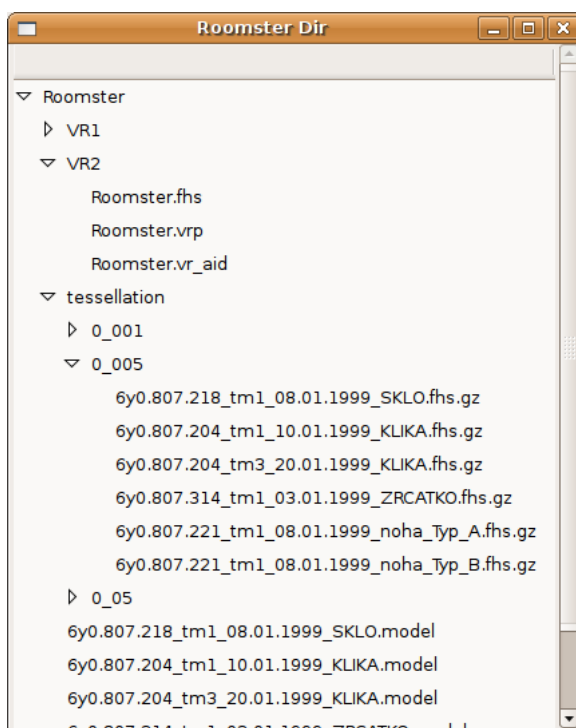 Roomster Dir
Roomster
VR1
VR2
Roomster.fhs
Roomster.vrp
Roomster.vr_aid
tessellation
0_001
0_005
6y0.807.218_tm1_08.01.1999_SKLO.fhs.gz
6y0.807.204_tm1_10.01.1999_KLIKA.fhs.gz
6y0.807.204_tm3_20.01.1999_KLIKA.fhs.gz
6y0.807.314_tm1_03.01.1999_ZRCATKO.fhs.gz
6y0.807.221_tm1_08.01.1999_noha_Typ_A.fhs.gz
6y0.807.221_tm1_08.01.1999_noha_Typ_B.fhs.gz
0_05
6y0.807.218_tm1_08.01.1999_SKLO.model
6y0.807.204_tm1_10.01.1999_KLIKA.model
6y0.807.204_tm3_20.01.1999_KLIKA.model